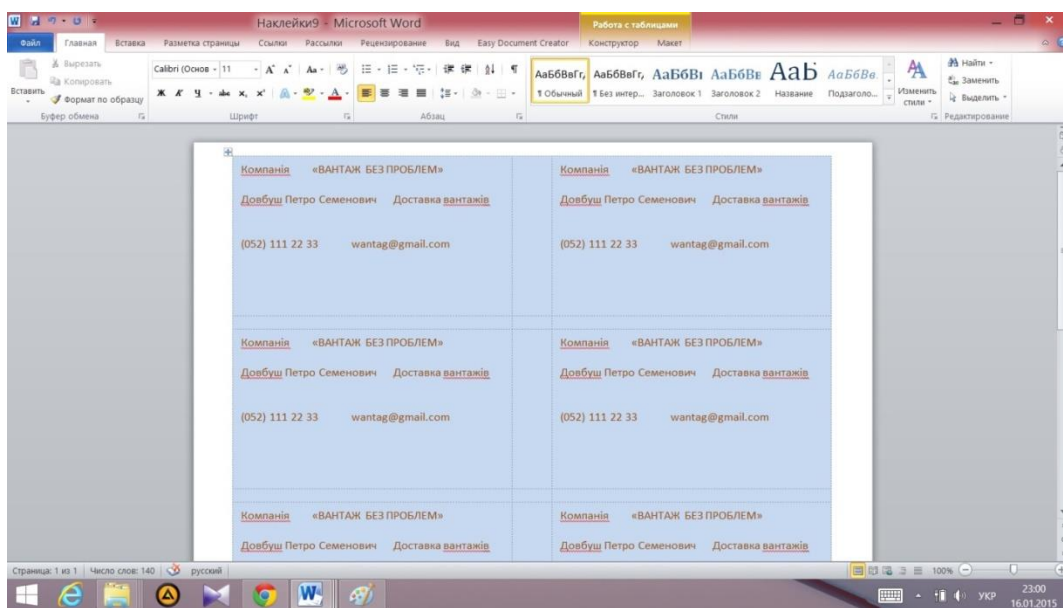 Наклейки9 - Microsoft Word
Работа с таблицами
Файл Главная Вставка Разметка страницы Ссылки Рассылки Рецензирование Вид Easy Document Creator Конструктор Макет
Вставить
Вырезать
Копировать
Формат по образцу
Буфер обмена
Calibri (Основ 11
Ж К Ч abc x, x²
Шрифт
Абзац
АаБбВвГг, АаБбВвГг, АаБбВı АаБбВв АаЬ АаБбВв.
¶ Обычный ¶ Без интер... Заголовок 1 Заголовок 2 Название Подзаголо...
Стили
Изменить стили
Найти
Заменить
Выделить
Редактирование
Компанія «ВАНТАЖ БЕЗ ПРОБЛЕМ» Компанія «ВАНТАЖ БЕЗ ПРОБЛЕМ»
Довбуш Петро Семенович Доставка вантажів Довбуш Петро Семенович Доставка вантажів
(052) 111 22 33 wantag@gmail.com (052) 111 22 33 wantag@gmail.com
Компанія «ВАНТАЖ БЕЗ ПРОБЛЕМ» Компанія «ВАНТАЖ БЕЗ ПРОБЛЕМ»
Довбуш Петро Семенович Доставка вантажів Довбуш Петро Семенович Доставка вантажів
(052) 111 22 33 wantag@gmail.com (052) 111 22 33 wantag@gmail.com
Компанія «ВАНТАЖ БЕЗ ПРОБЛЕМ» Компанія «ВАНТАЖ БЕЗ ПРОБЛЕМ»
Довбуш Петро Семенович Доставка вантажів Довбуш Петро Семенович Доставка вантажів
Страница: 1 из 1 Число слов: 140 русский 100%
УКР 23:00
16.01.2015